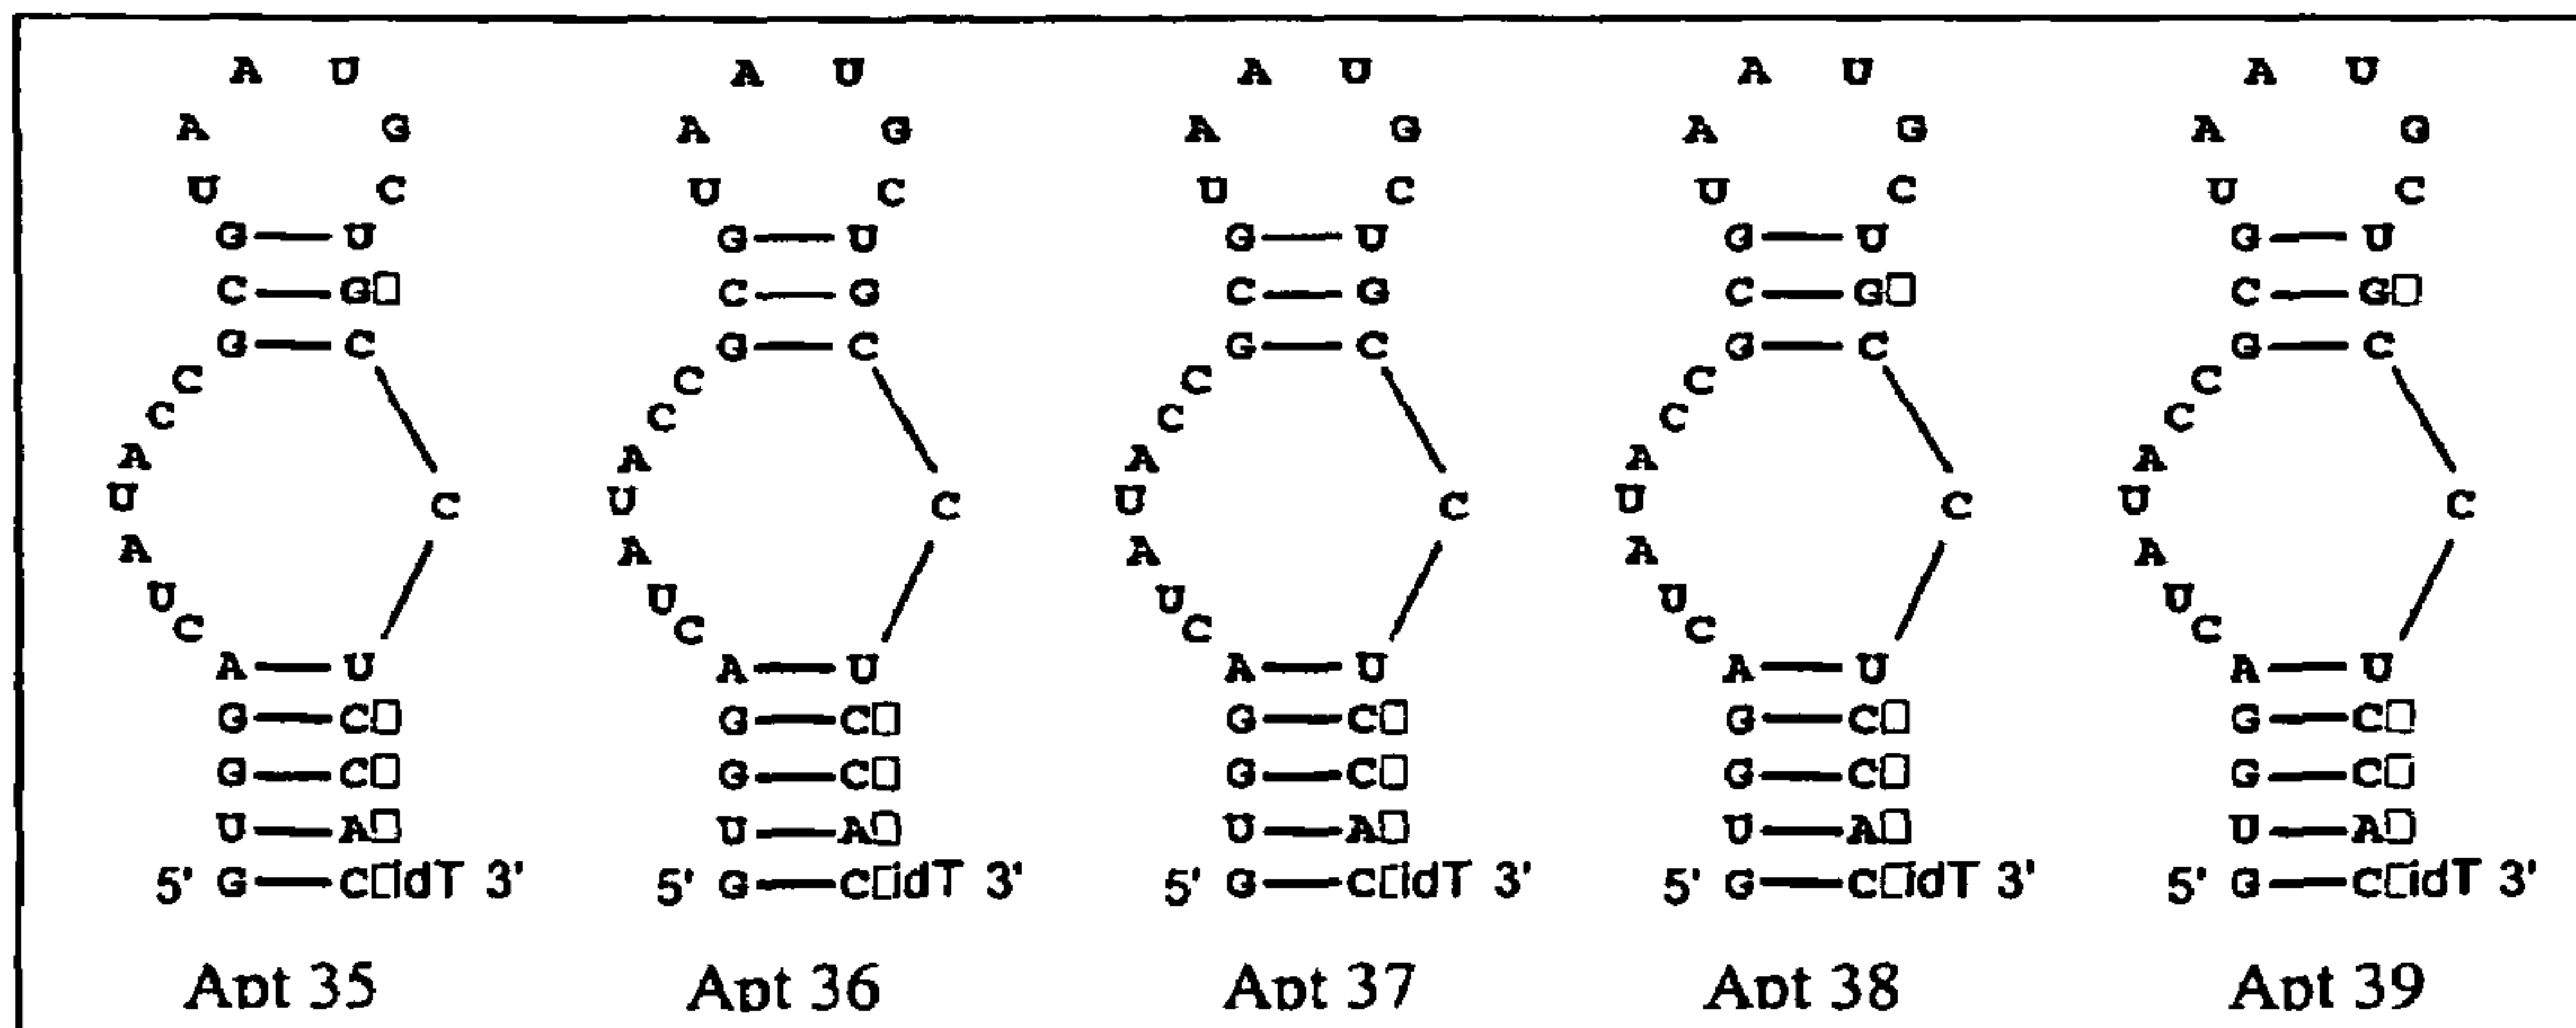 A U A U A U A U A U
A G A G A G A G A G
U C U C U C U C U C
G U G U G U G U G U
C G□ C G C G C G□ C G□
G C G C G C G C G C
C C C C C
C C C C C
A A A A A
U C U C U C U C U C
A A A A A
U U U U U
C C C C C
A U A U A U A U A U
G C□ G C□ G C□ G C□ G C□
G C□ G C□ G C□ G C□ G C□
U A□ U A□ U A□ U A□ U A□
5' G C□idT 3' 5' G C□idT 3' 5' G C□idT 3' 5' G C□idT 3' 5' G C□idT 3'
Apt 35 Apt 36 Apt 37 Apt 38 Apt 39